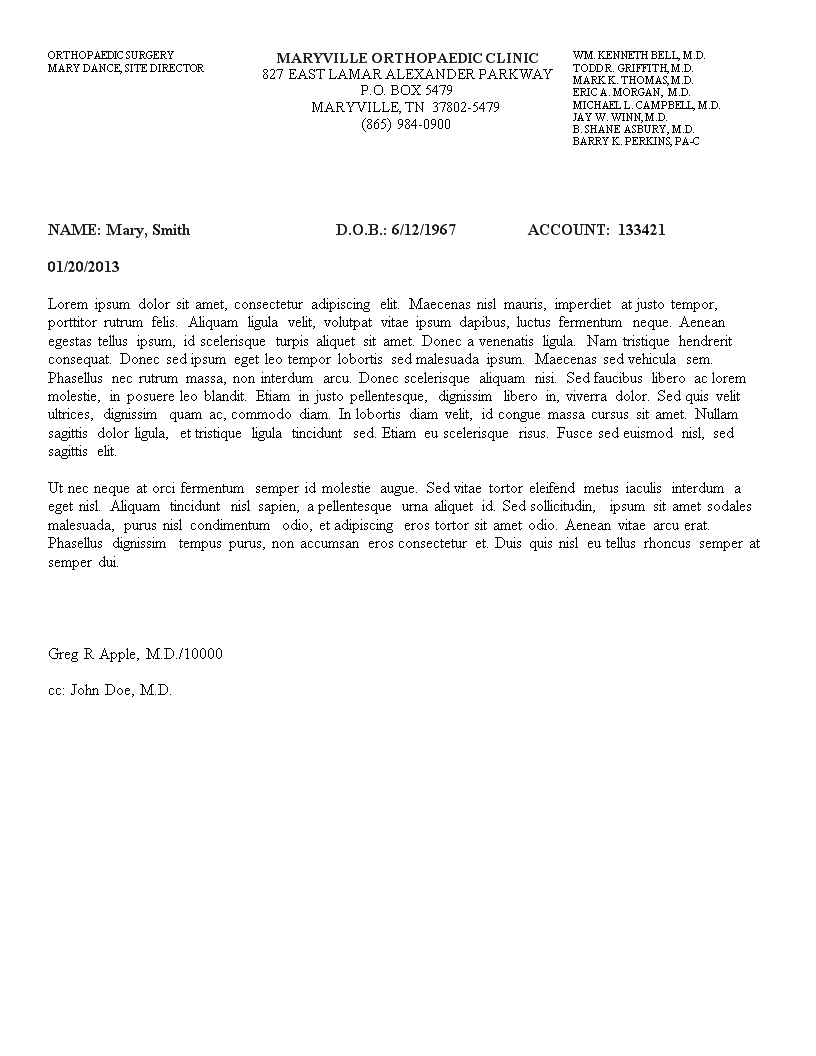 ORTHOPAEDIC SURGERY
MARY DANCE, SITE DIRECTOR
MARYVILLE ORTHOPAEDIC CLINIC
827 EAST LAMAR ALEXANDER PARKWAY
P.O. BOX 5479
MARYVILLE, TN 37802-5479
(865) 984-0900
WM. KENNETH BELL, M.D.
TODD R. GRIFFITH, M.D.
MARK K. THOMAS, M.D.
ERIC A. MORGAN, M.D.
MICHAEL L. CAMPBELL, M.D.
JAY W. WINN, M.D.
B. SHANE ASBURY, M.D.
BARRY K. PERKINS, PA-C
NAME: Mary, Smith D.O.B.: 6/12/1967 ACCOUNT: 133421
01/20/2013
Lorem ipsum dolor sit amet, consectetur adipiscing elit. Maecenas nisl mauris, imperdiet at justo tempor,
porttitor rutrum felis. Aliquam ligula velit, volutpat vitae ipsum dapibus, luctus fermentum neque. Aenean
egestas tellus ipsum, id scelerisque turpis aliquet sit amet. Donec a venenatis ligula. Nam tristique hendrerit
consequat. Donec sed ipsum eget leo tempor lobortis sed malesuada ipsum. Maecenas sed vehicula sem.
Phasellus nec rutrum massa, non interdum arcu. Donec scelerisque aliquam nisi. Sed faucibus libero ac lorem
molestie, in posuere leo blandit. Etiam in justo pellentesque, dignissim libero in, viverra dolor. Sed quis velit
ultrices, dignissim quam ac, commodo diam. In lobortis diam velit, id congue massa cursus sit amet. Nullam
sagittis dolor ligula, et tristique ligula tincidunt sed. Etiam eu scelerisque risus. Fusce sed euismod nisl, sed
sagittis elit.
Ut nec neque at orci fermentum semper id molestie augue. Sed vitae tortor eleifend metus iaculis interdum a
eget nisl. Aliquam tincidunt nisl sapien, a pellentesque urna aliquet id. Sed sollicitudin, ipsum sit amet sodales
malesuada, purus nisl condimentum odio, et adipiscing eros tortor sit amet odio. Aenean vitae arcu erat.
Phasellus dignissim tempus purus, non accumsan eros consectetur et. Duis quis nisl eu tellus rhoncus semper at
semper dui.
Greg R Apple, M.D./10000
cc: John Doe, M.D.